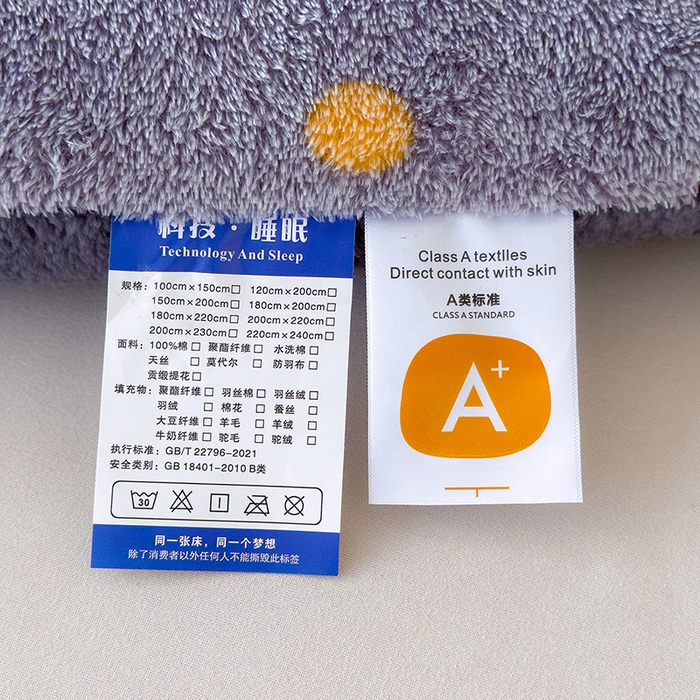 科技·睡眠
Technology And Sleep
规格: 100cm×150cm□ 120cm×200cm□
150cm×200cm□ 180cm×200cm□
180cm×220cm□ 200cm×220cm□
200cm×230cm□ 220cm×240cm□
面料: 100%棉□ 聚酯纤维□ 水洗棉□
天丝□ 莫代尔□ 防羽布□
贡缎提花□
填充物: 聚酯纤维□ 羽丝棉□ 羽丝绒□
羽绒□ 棉花□ 蚕丝□
大豆纤维□ 羊毛□ 羊绒□
牛奶纤维□ 驼毛□ 驼绒□
执行标准: GB/T 22796-2021
安全类别: GB 18401-2010 B类
30
同一张床,同一个梦想
除了消费者以外任何人不能撕毁此标签
Class A textlles
Direct contact with skin
A类标准
CLASS A STANDARD
A+